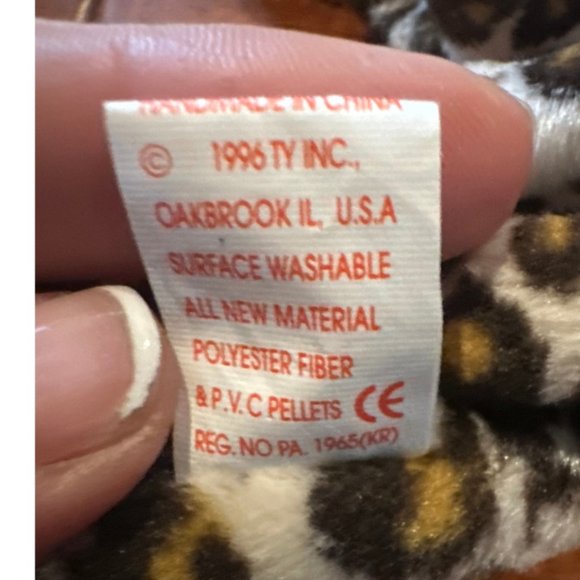 HANDMADE IN CHINA
© 1996 TY INC.,
OAKBROOK IL, U.S.A
SURFACE WASHABLE
ALL NEW MATERIAL
POLYESTER FIBER
& P.V.C PELLETS CE
REG. NO PA. 1965(KR)